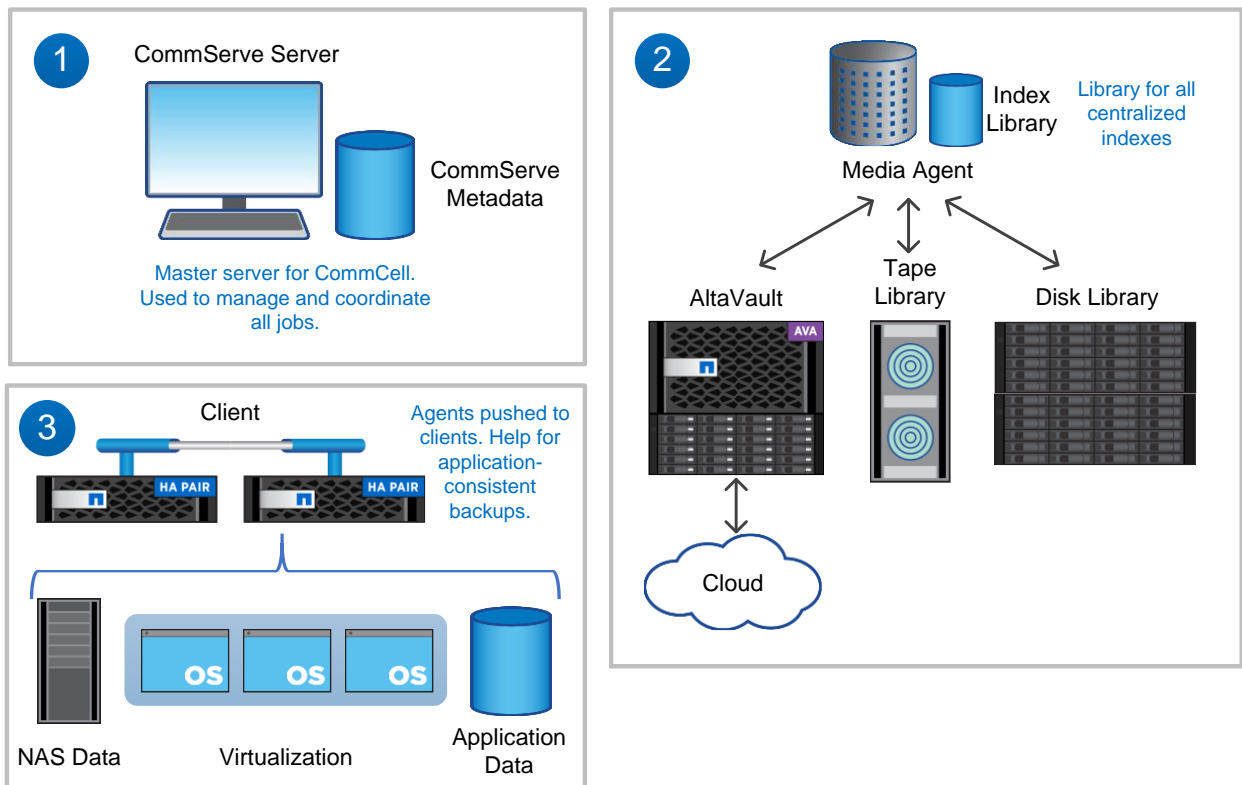 1
CommServe Server
CommServe
Metadata
Master server for CommCell.
Used to manage and coordinate
all jobs.
2
Index
Library
Library for all
centralized
indexes
Media Agent
AltaVault
Tape
Library
Disk Library
AVA
Cloud
3
Client
Agents pushed to
clients. Help for
application-
consistent
backups.
HA PAIR
HA PAIR
OS
OS
OS
NAS Data
Virtualization
Application
Data